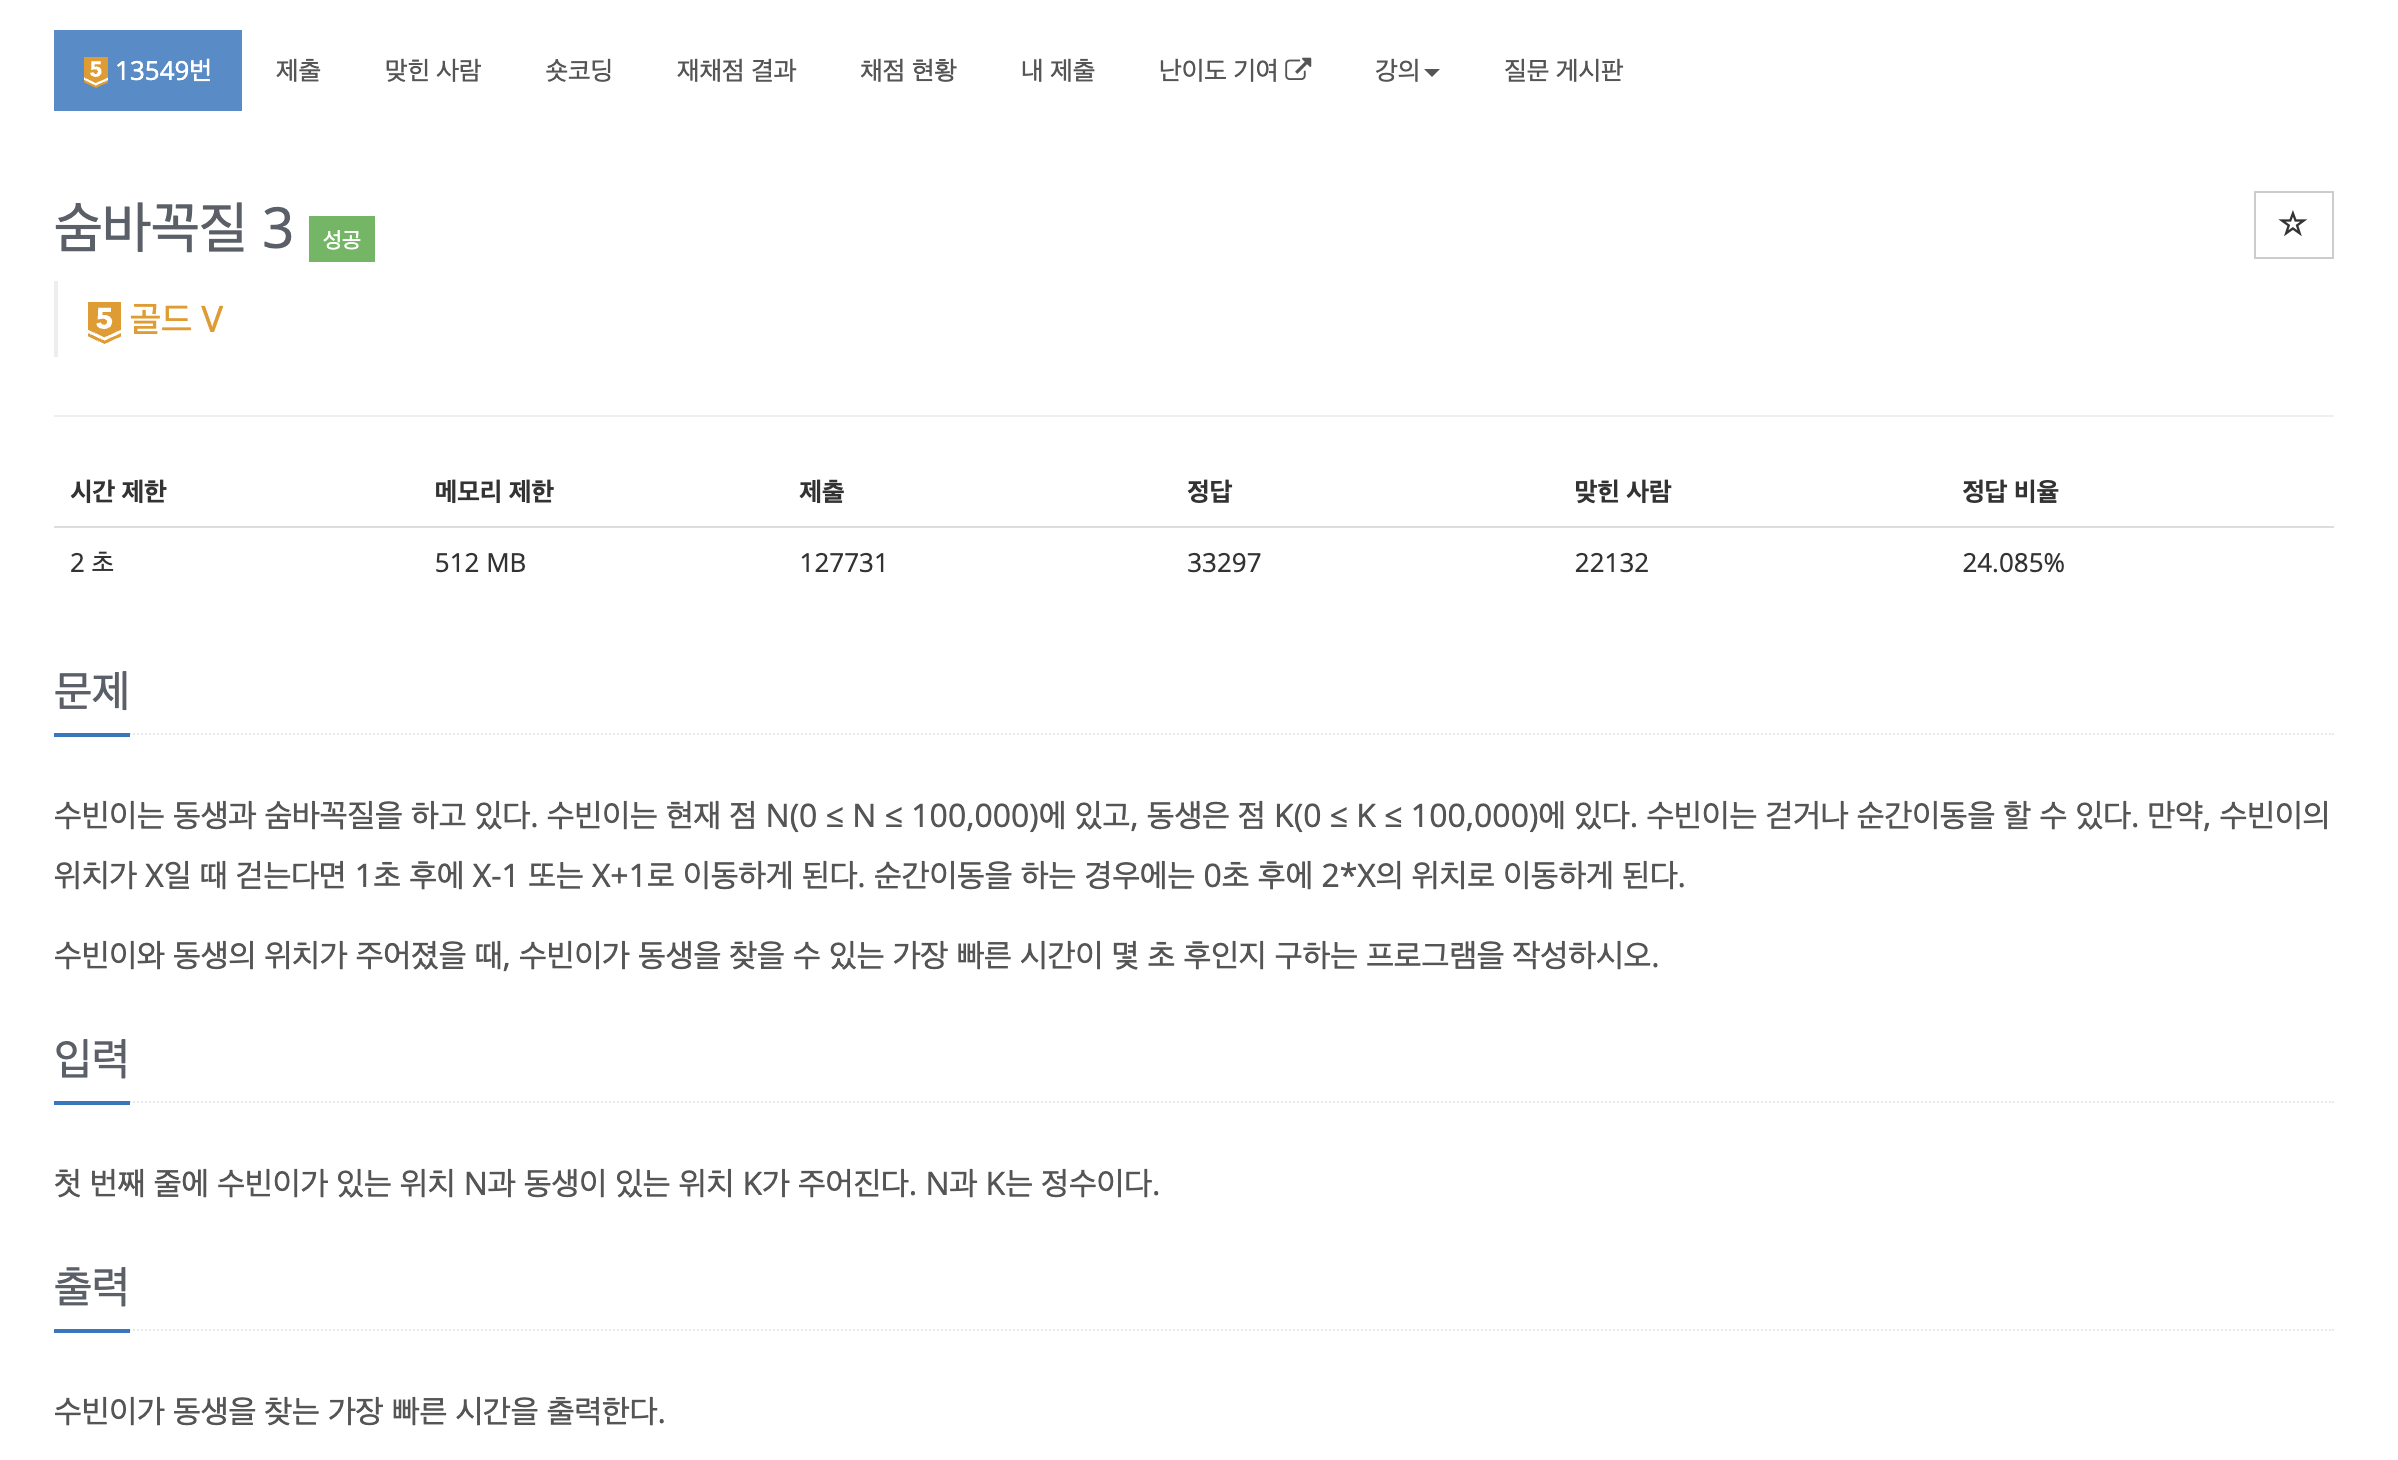 5 13549번 제출 맞힌 사람 숏코딩 재채점 결과 채점 현황 내 제출 난이도 기여 강의 질문 게시판
숨바꼭질 3 성공
5 골드 V
시간 제한 메모리 제한 제출 정답 맞힌 사람 정답 비율
2 초 512 MB 127731 33297 22132 24.085%
문제
수빈이는 동생과 숨바꼭질을 하고 있다. 수빈이는 현재 점 N(0 ≤ N ≤ 100,000)에 있고, 동생은 점 K(0 ≤ K ≤ 100,000)에 있다. 수빈이는 걷거나 순간이동을 할 수 있다. 만약, 수빈이의
위치가 X일 때 걷는다면 1초 후에 X-1 또는 X+1로 이동하게 된다. 순간이동을 하는 경우에는 0초 후에 2*X의 위치로 이동하게 된다.
수빈이와 동생의 위치가 주어졌을 때, 수빈이가 동생을 찾을 수 있는 가장 빠른 시간이 몇 초 후인지 구하는 프로그램을 작성하시오.
입력
첫 번째 줄에 수빈이가 있는 위치 N과 동생이 있는 위치 K가 주어진다. N과 K는 정수이다.
출력
수빈이가 동생을 찾는 가장 빠른 시간을 출력한다.